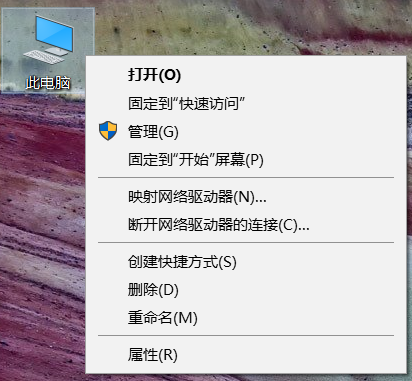 此电脑
打开(O)
固定到"快速访问"
管理(G)
固定到"开始"屏幕(P)
映射网络驱动器(N)...
断开网络驱动器的连接(C)...
创建快捷方式(S)
删除(D)
重命名(M)
属性(R)